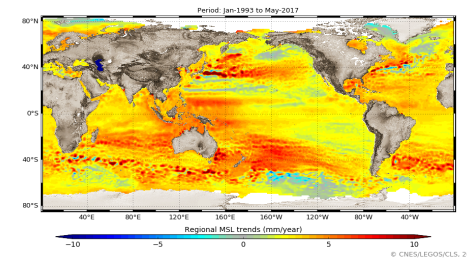 Period: Jan-1993 to May-2017
80°N
40°N
0°N
40°S
80°S
40°E 80°E 120°E 160°E 160°W 120°W 80°W 40°W
Regional MSL trends (mm/year)
−10 −5 0 5 10
© CNES/LEGOS/CLS, 2